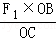 F₁ × OB
OC